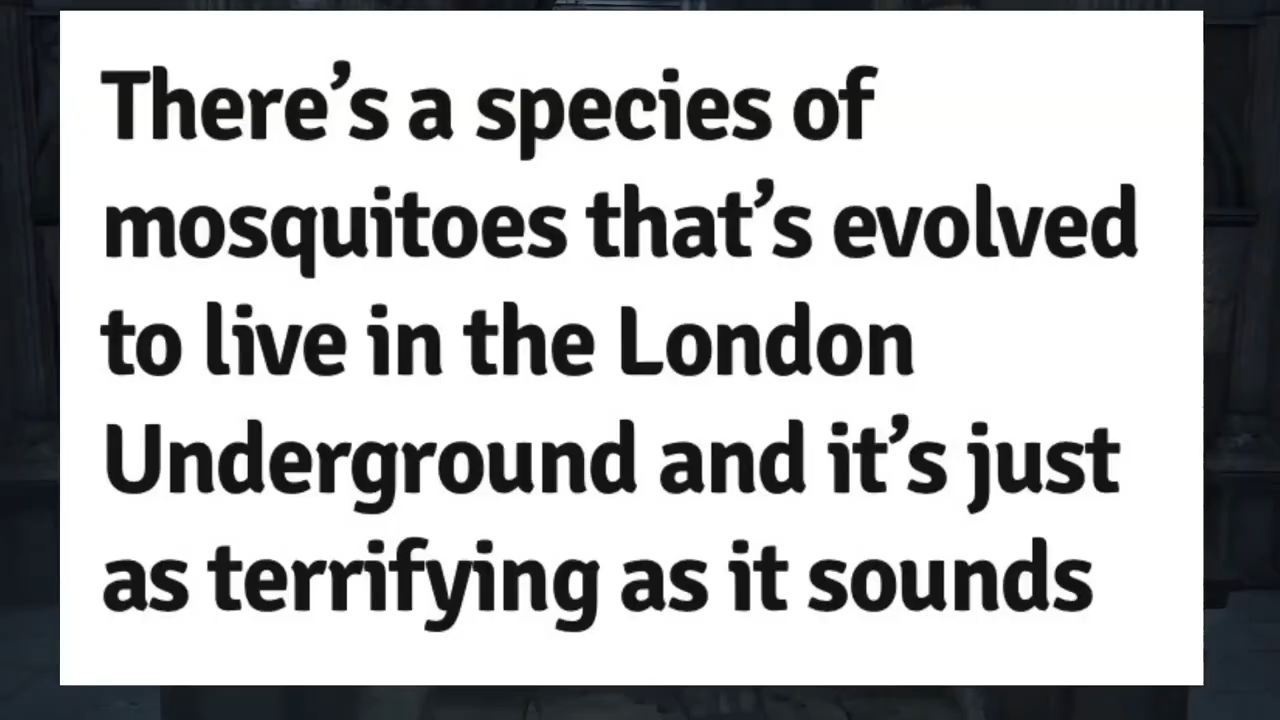 There’s a species of
mosquitoes that’s evolved
to live in the London
Underground and it’s just
as terrifying as it sounds